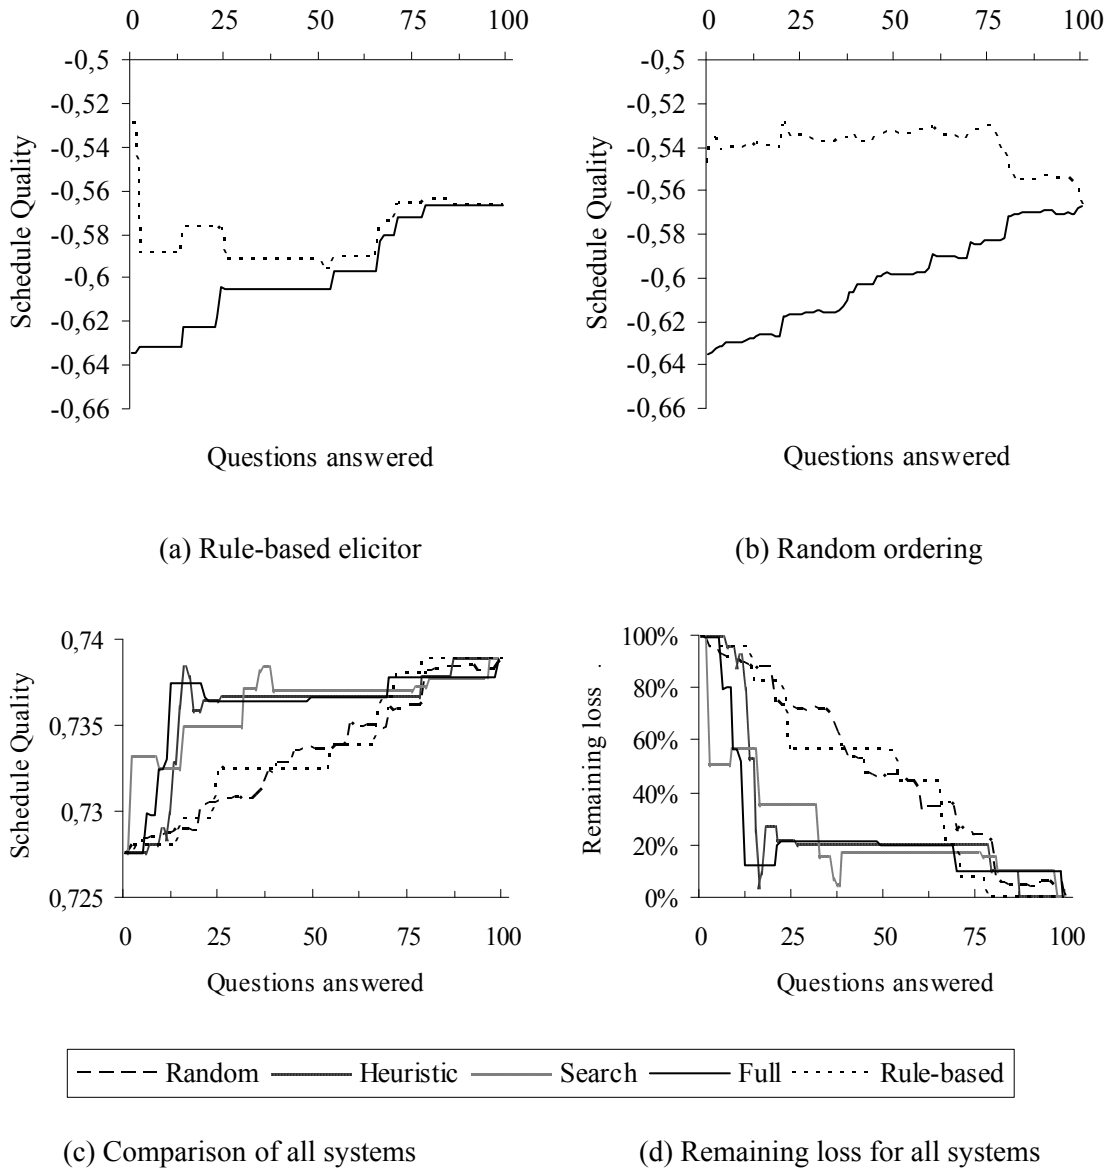 0 25 50 75 100
-0,5
-0,52
-0,54
-0,56
-0,58
-0,6
-0,62
-0,64
-0,66
Schedule Quality
Questions answered
(a) Rule-based elicitor
0 25 50 75 100
-0,5
-0,52
-0,54
-0,56
-0,58
-0,6
-0,62
-0,64
-0,66
Schedule Quality
Questions answered
(b) Random ordering
0,74
0,735
0,73
0,725
Schedule Quality
0 25 50 75 100
Questions answered
100%
80%
60%
40%
20%
0%
Remaining loss .
0 25 50 75 100
Questions answered
Random Heuristic Search Full Rule-based
(c) Comparison of all systems
(d) Remaining loss for all systems